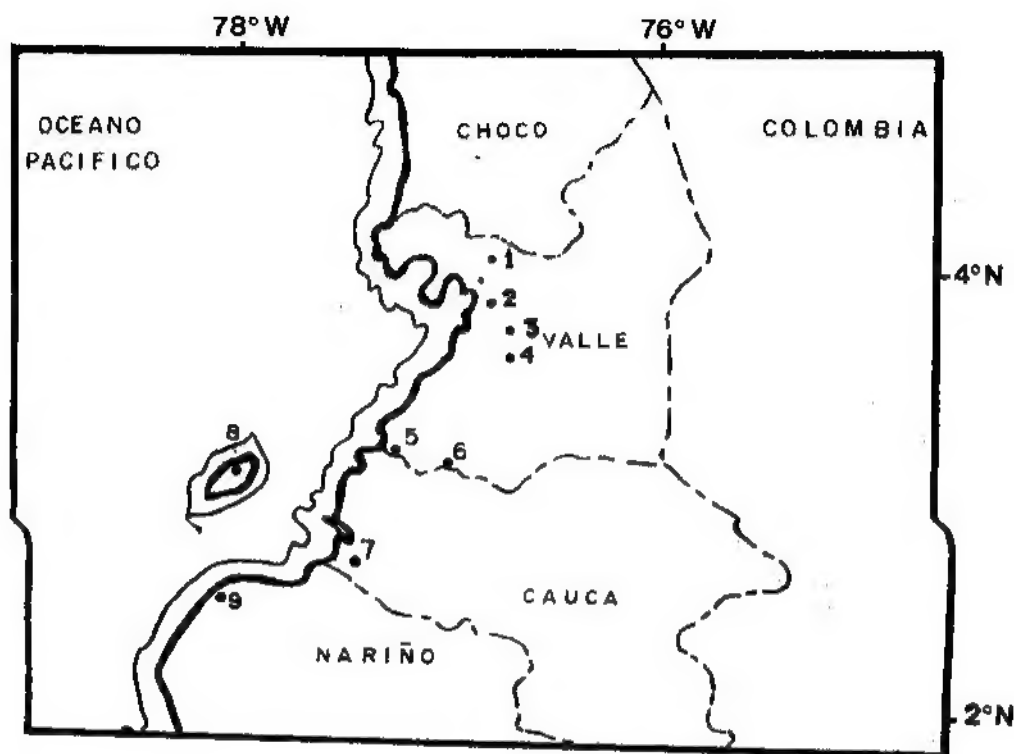 78° W
76° W
OCEANO
PACIFICO
CHOCO
COLOMBIA
1
4°N
2
3
VALLE
4
8
5
6
7
9
CAUCA
NARIÑO
2°N